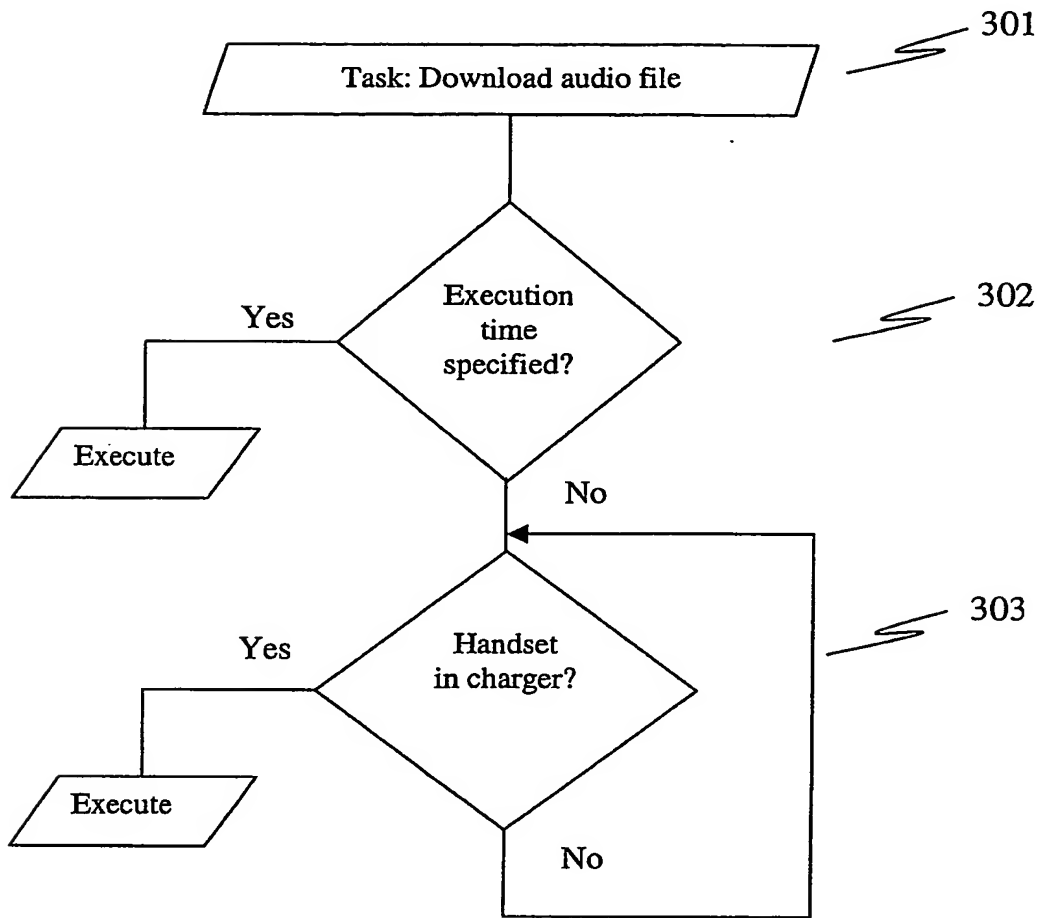 301
Task: Download audio file
302
Execution
time
specified?
Yes
Execute
No
303
Handset
in charger?
Yes
Execute
No